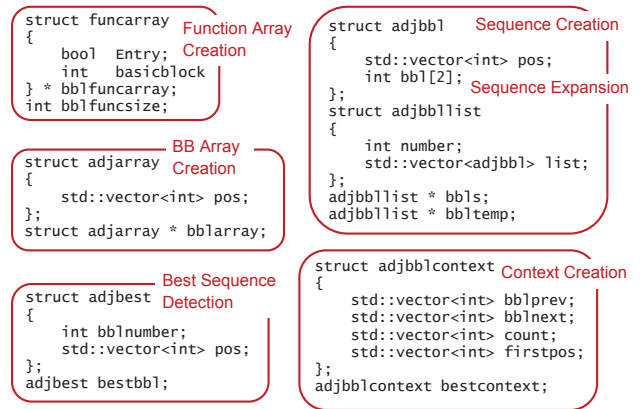 Function Array
Creation
struct funcarray
{
bool Entry;
int basicblock
} * bblfuncarray;
int bblfuncsize;
BB Array
Creation
struct adjarray
{
std::vector<int> pos;
};
struct adjarray * bblarray;
Best Sequence
Detection
struct adjbest
{
int bblnumber;
std::vector<int> pos;
};
adjbest bestbbl;
Sequence Creation
struct adjbbl
{
std::vector<int> pos;
int bbl[2];
Sequence Expansion
};
struct adjbbllist
{
int number;
std::vector<adjbbl> list;
};
adjbbllist * bbls;
adjbbllist * bbltemp;
Context Creation
struct adjbblcontext
{
std::vector<int> bblprev;
std::vector<int> bblnext;
std::vector<int> count;
std::vector<int> firstpos;
};
adjbblcontext bestcontext;